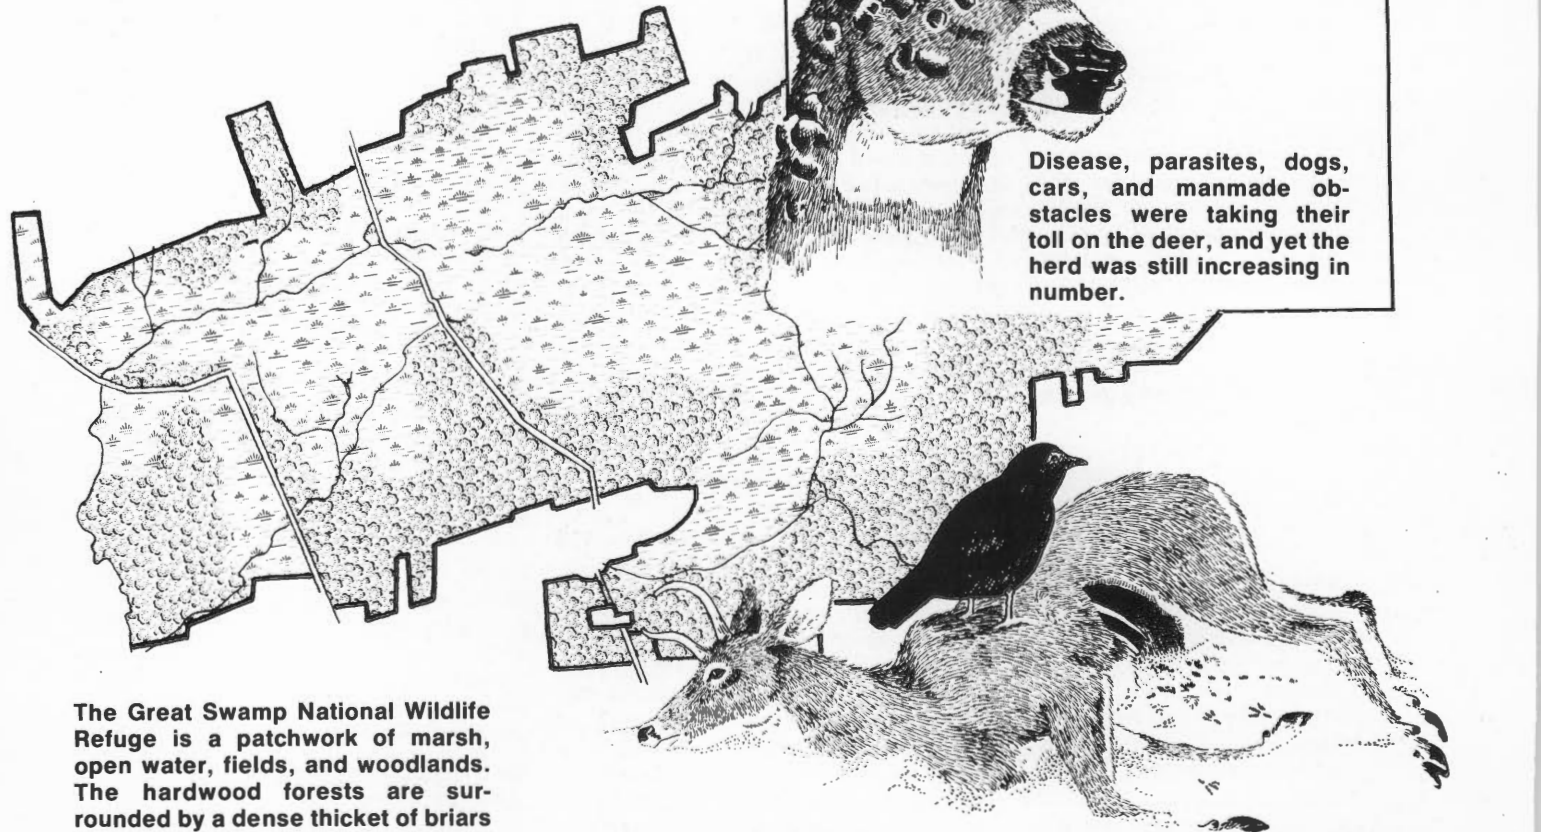 Disease, parasites, dogs,
cars, and manmade ob-
stacles were taking their
toll on the deer, and yet the
herd was still increasing in
number.
The Great Swamp National Wildlife
Refuge is a patchwork of marsh,
open water, fields, and woodlands.
The hardwood forests are sur-
rounded by a dense thicket of briars